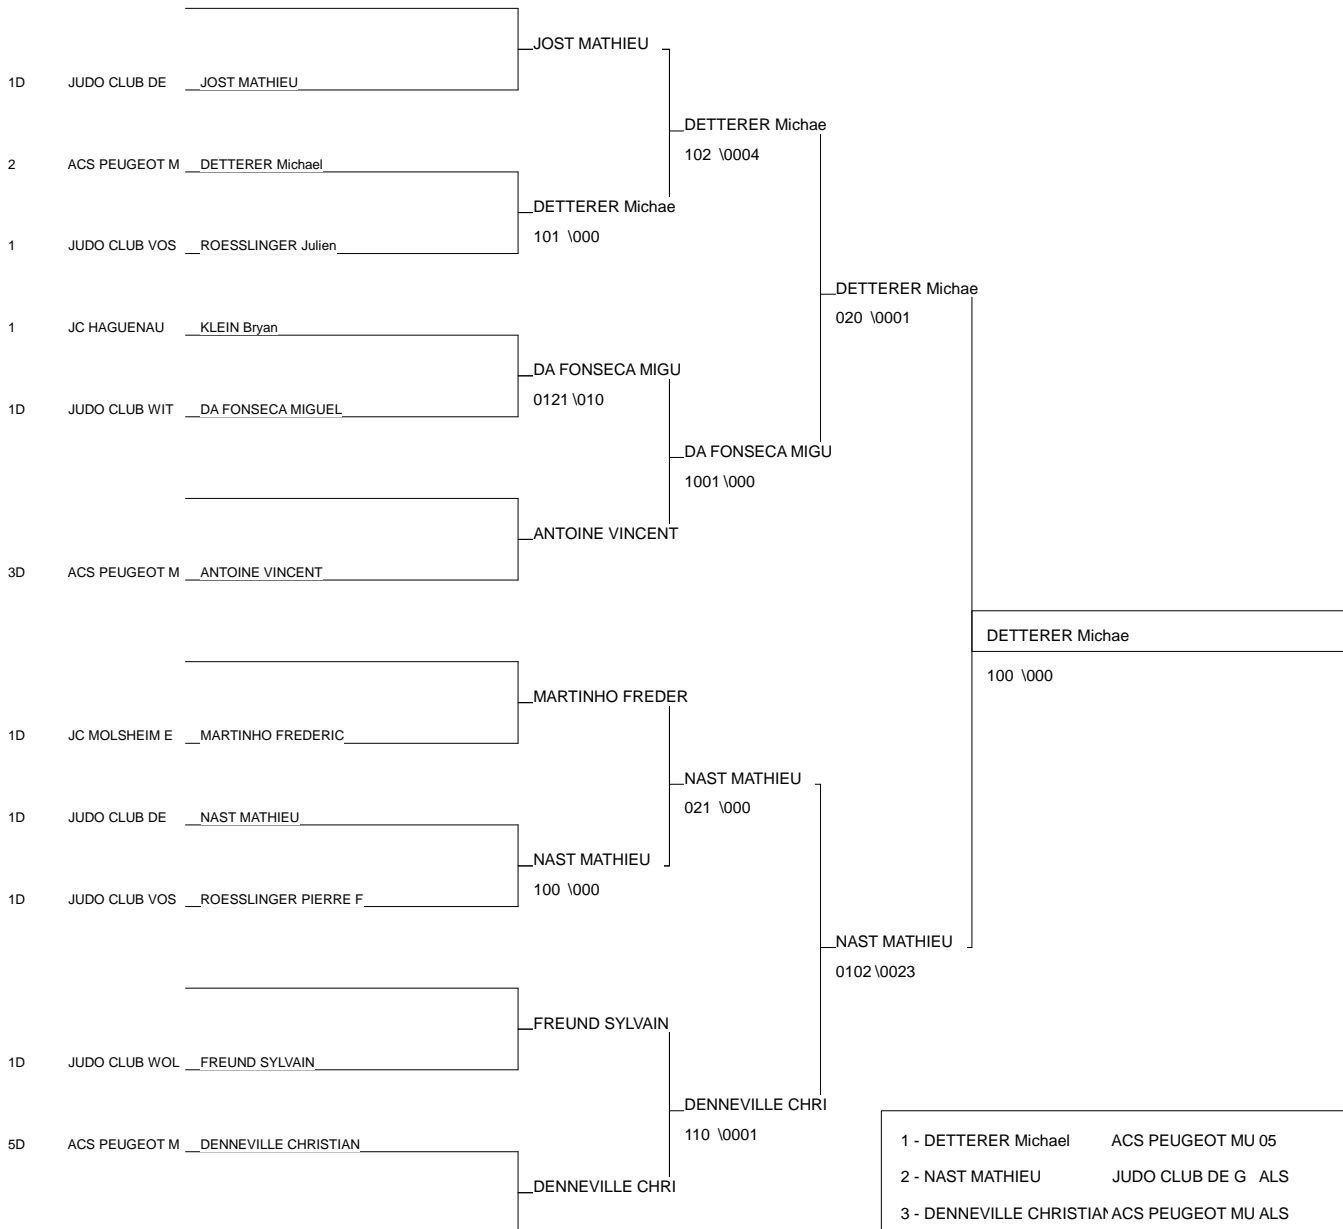 JOST MATHIEU
1D JUDO CLUB DE JOST MATHIEU
DETTERER Michae
102 \0004
2 ACS PEUGEOT M DETTERER Michael
DETTERER Michae
101 \000
1 JUDO CLUB VOS ROESSLINGER Julien
DETTERER Michae
020 \0001
1 JC HAGUENAU KLEIN Bryan
DA FONSECA MIGU
0121 \010
1D JUDO CLUB WIT DA FONSECA MIGUEL
DA FONSECA MIGU
1001 \000
ANTOINE VINCENT
3D ACS PEUGEOT M ANTOINE VINCENT
DETTERER Michae
100 \000
MARTINHO FREDER
1D JC MOLSHEIM E MARTINHO FREDERIC
NAST MATHIEU
021 \000
1D JUDO CLUB DE NAST MATHIEU
NAST MATHIEU
100 \000
1D JUDO CLUB VOS ROESSLINGER PIERRE F
NAST MATHIEU
0102 \0023
FREUND SYLVAIN
1D JUDO CLUB WOL FREUND SYLVAIN
DENNEVILLE CHRI
110 \0001
5D ACS PEUGEOT M DENNEVILLE CHRISTIAN
DENNEVILLE CHRI
1 - DETTERER Michael ACS PEUGEOT MU 05
2 - NAST MATHIEU JUDO CLUB DE G ALS
3 - DENNEVILLE CHRISTIAN ACS PEUGEOT MU ALS